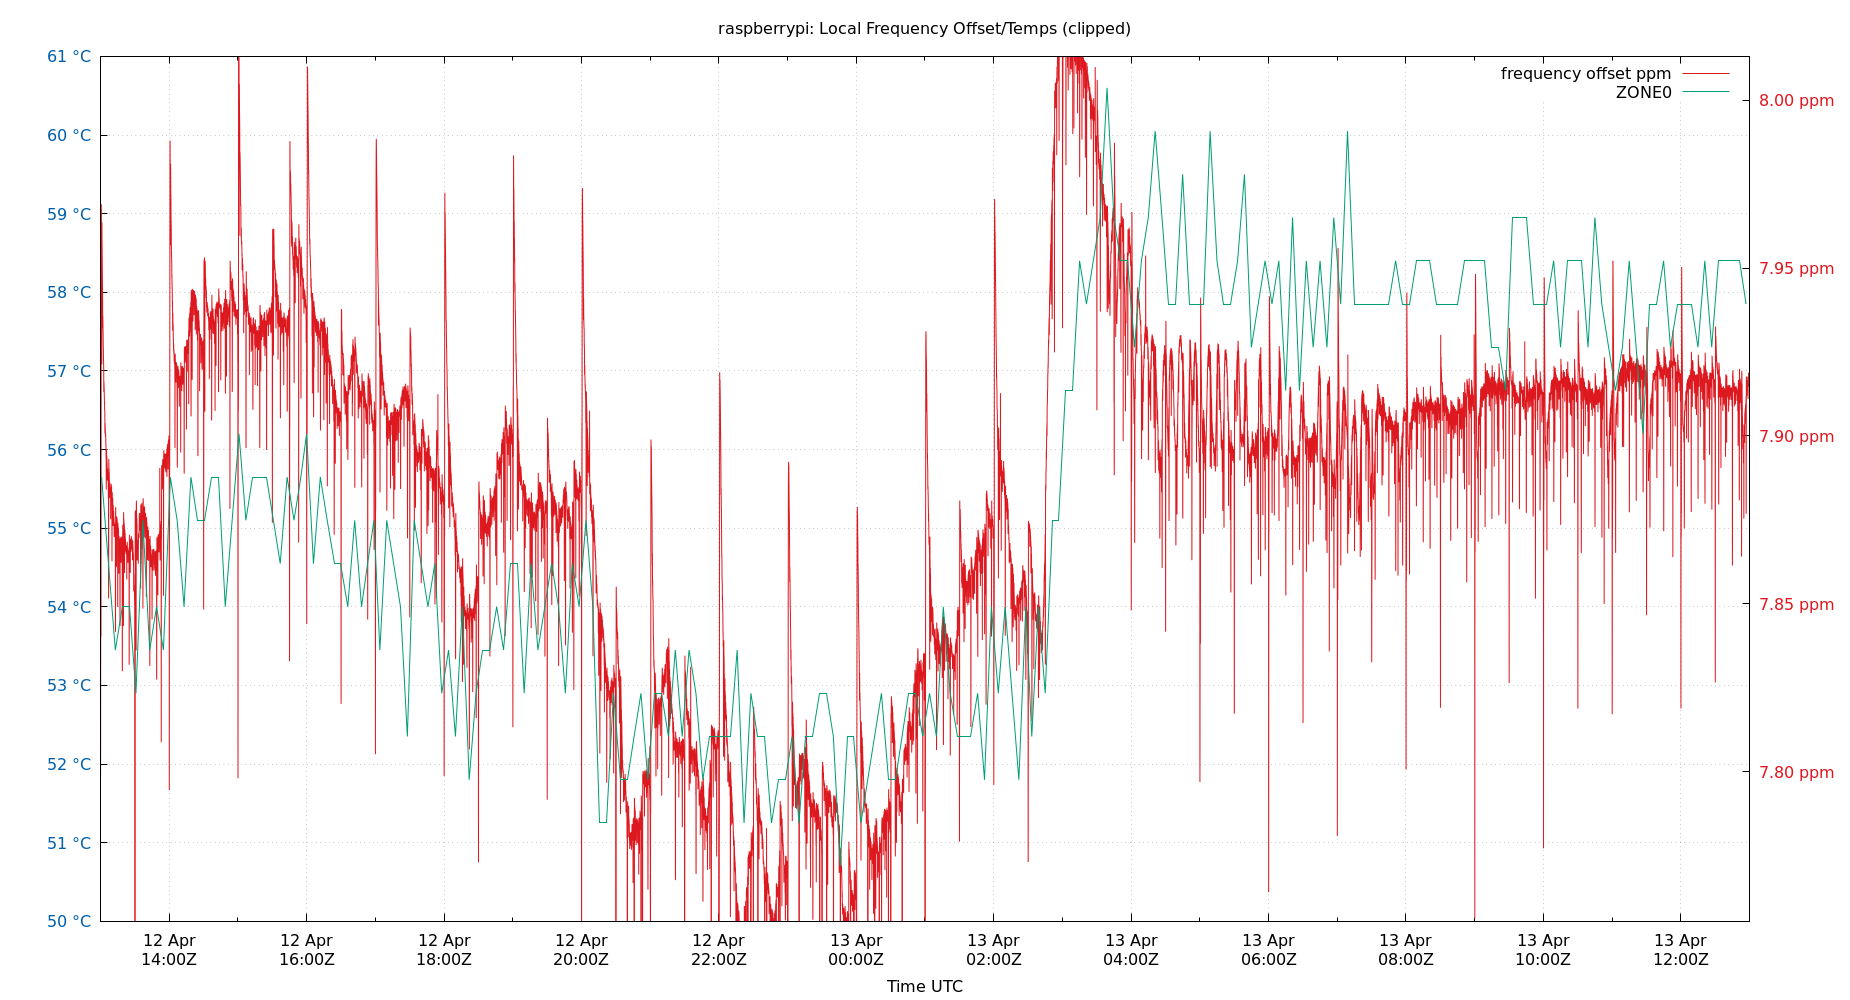 raspberrypi: Local Frequency Offset/Temps (clipped)
frequency offset ppm
ZONE0
61 °C
60 °C
59 °C
58 °C
57 °C
56 °C
55 °C
54 °C
53 °C
52 °C
51 °C
50 °C
8.00 ppm
7.95 ppm
7.90 ppm
7.85 ppm
7.80 ppm
12 Apr 12 Apr 12 Apr 12 Apr 12 Apr 13 Apr 13 Apr 13 Apr 13 Apr 13 Apr 13 Apr 13 Apr
14:00Z 16:00Z 18:00Z 20:00Z 22:00Z 00:00Z 02:00Z 04:00Z 06:00Z 08:00Z 10:00Z 12:00Z
Time UTC